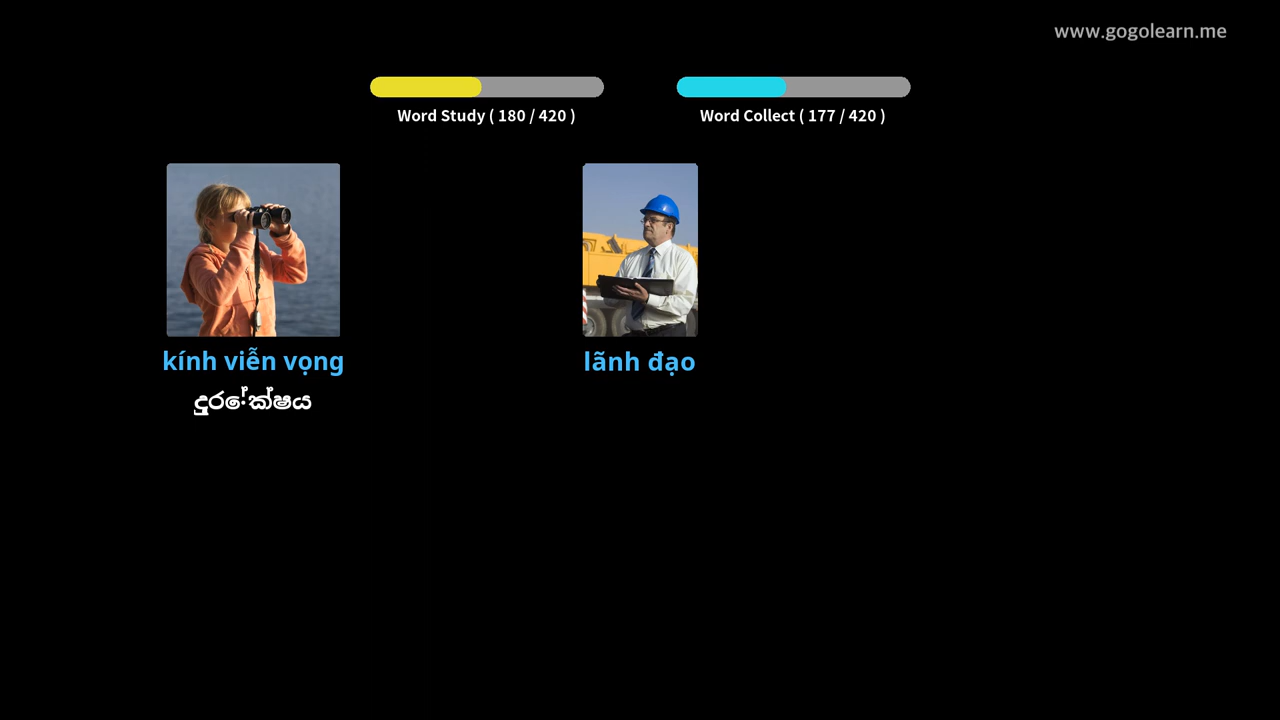 www.gogolearn.me
Word Study ( 180 / 420 )
Word Collect ( 177 / 420 )
kính viễn vọng
lãnh đạo
දුරේක්ෂය